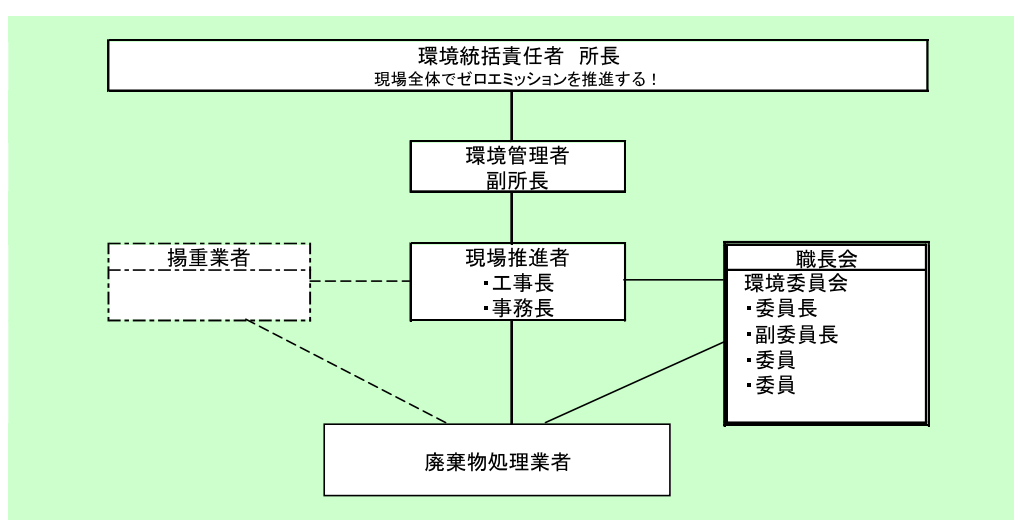 環境統括責任者　所長
現場全体でゼロエミッションを推進する！
環境管理者
副所長
揚重業者
現場推進者
・工事長
・事務長
職長会
環境委員会
・委員長
・副委員長
・委員
・委員
廃棄物処理業者